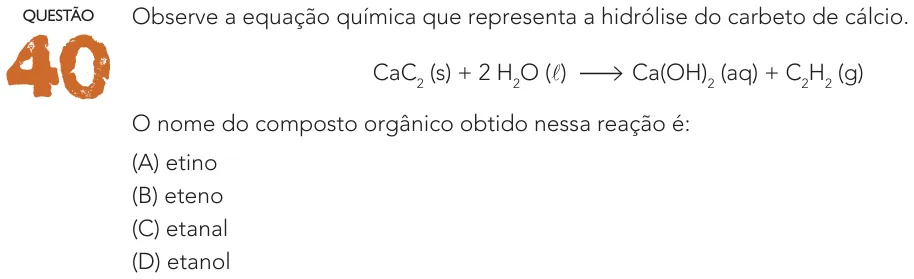 QUESTÃO
40
Observe a equação química que representa a hidrólise do carbeto de cálcio.
CaC₂ (s) + 2 H₂O (ℓ) ⟶ Ca(OH)₂ (aq) + C₂H₂ (g)
O nome do composto orgânico obtido nessa reação é:
(A) etino
(B) eteno
(C) etanal
(D) etanol